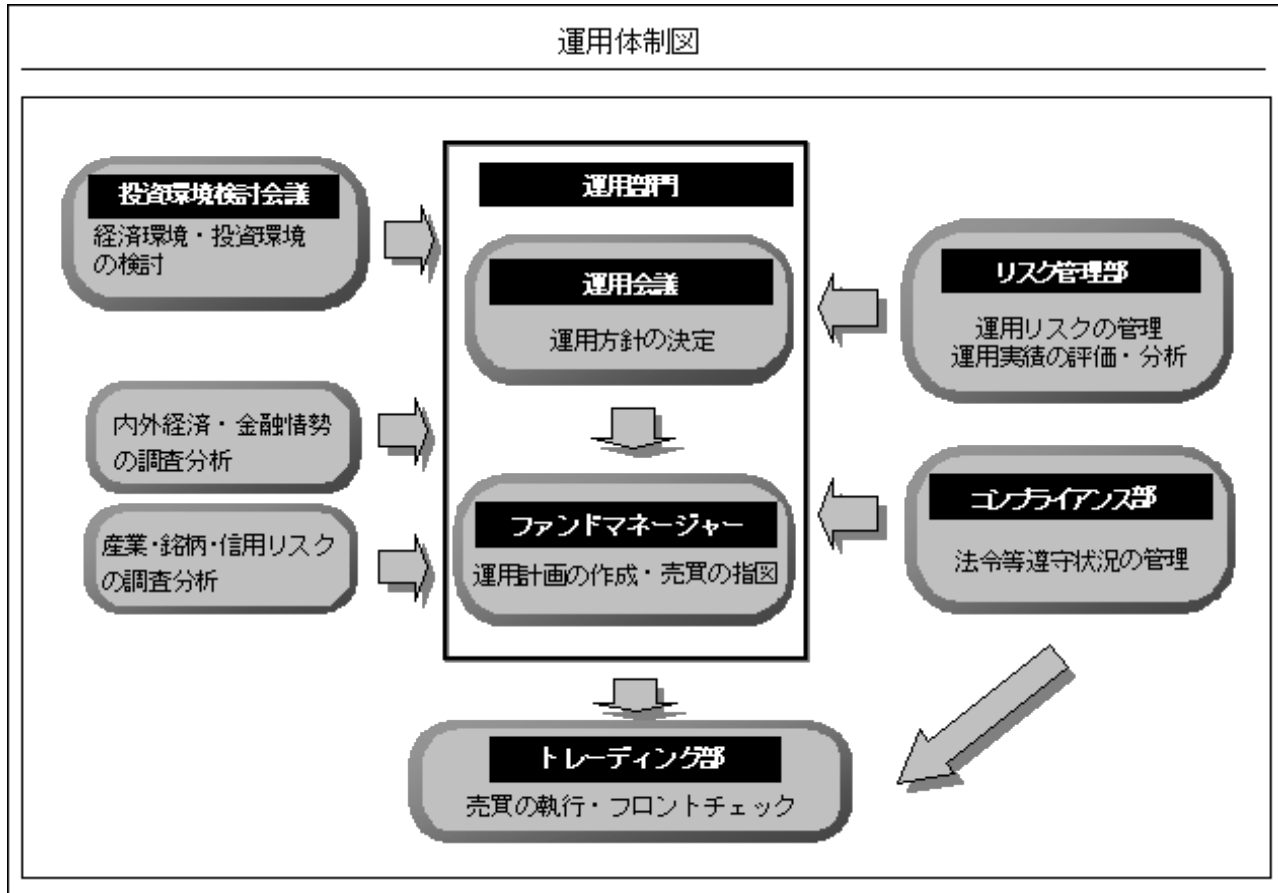 運用体制図
投資環境検討会議
経済環境・投資環境
の検討
内外経済・金融情勢
の調査分析
産業・銘柄・信用リスク
の調査分析
運用部門
運用会議
運用方針の決定
ファンドマネージャー
運用計画の作成・売買の指図
リスク管理部
運用リスクの管理
運用実績の評価・分析
コンプライアンス部
法令等遵守状況の管理
トレーディング部
売買の執行・フロントチェック